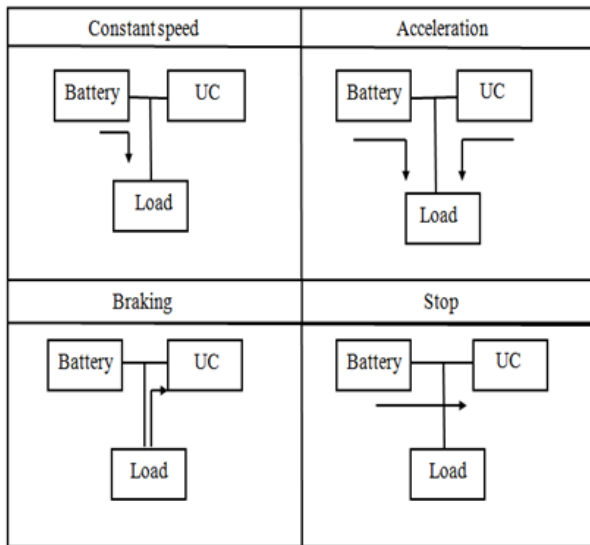 Constant speed
Acceleration
Battery
UC
Battery
UC
Load
Load
Braking
Stop
Battery
UC
Battery
UC
Load
Load